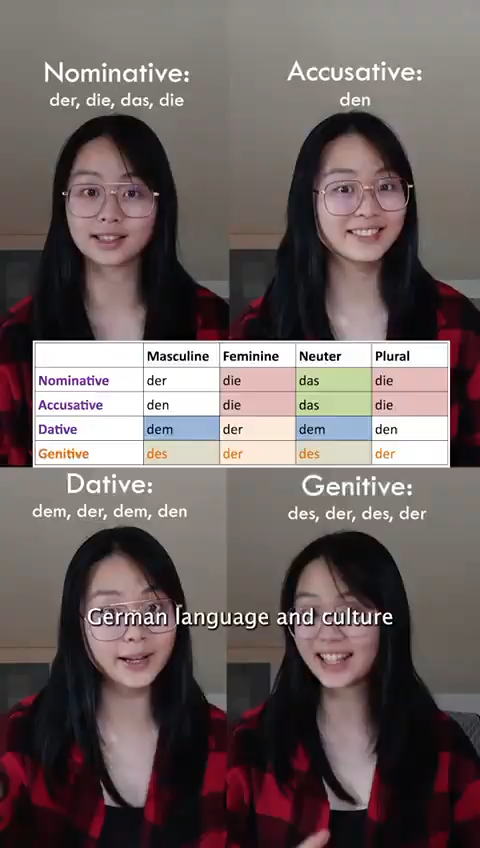 Nominative:
der, die, das, die
Accusative:
den
Masculine Feminine Neuter Plural
Nominative der die das die
Accusative den die das die
Dative dem der dem den
Genitive des der des der
Dative:
dem, der, dem, den
Genitive:
des, der, des, der
German language and culture